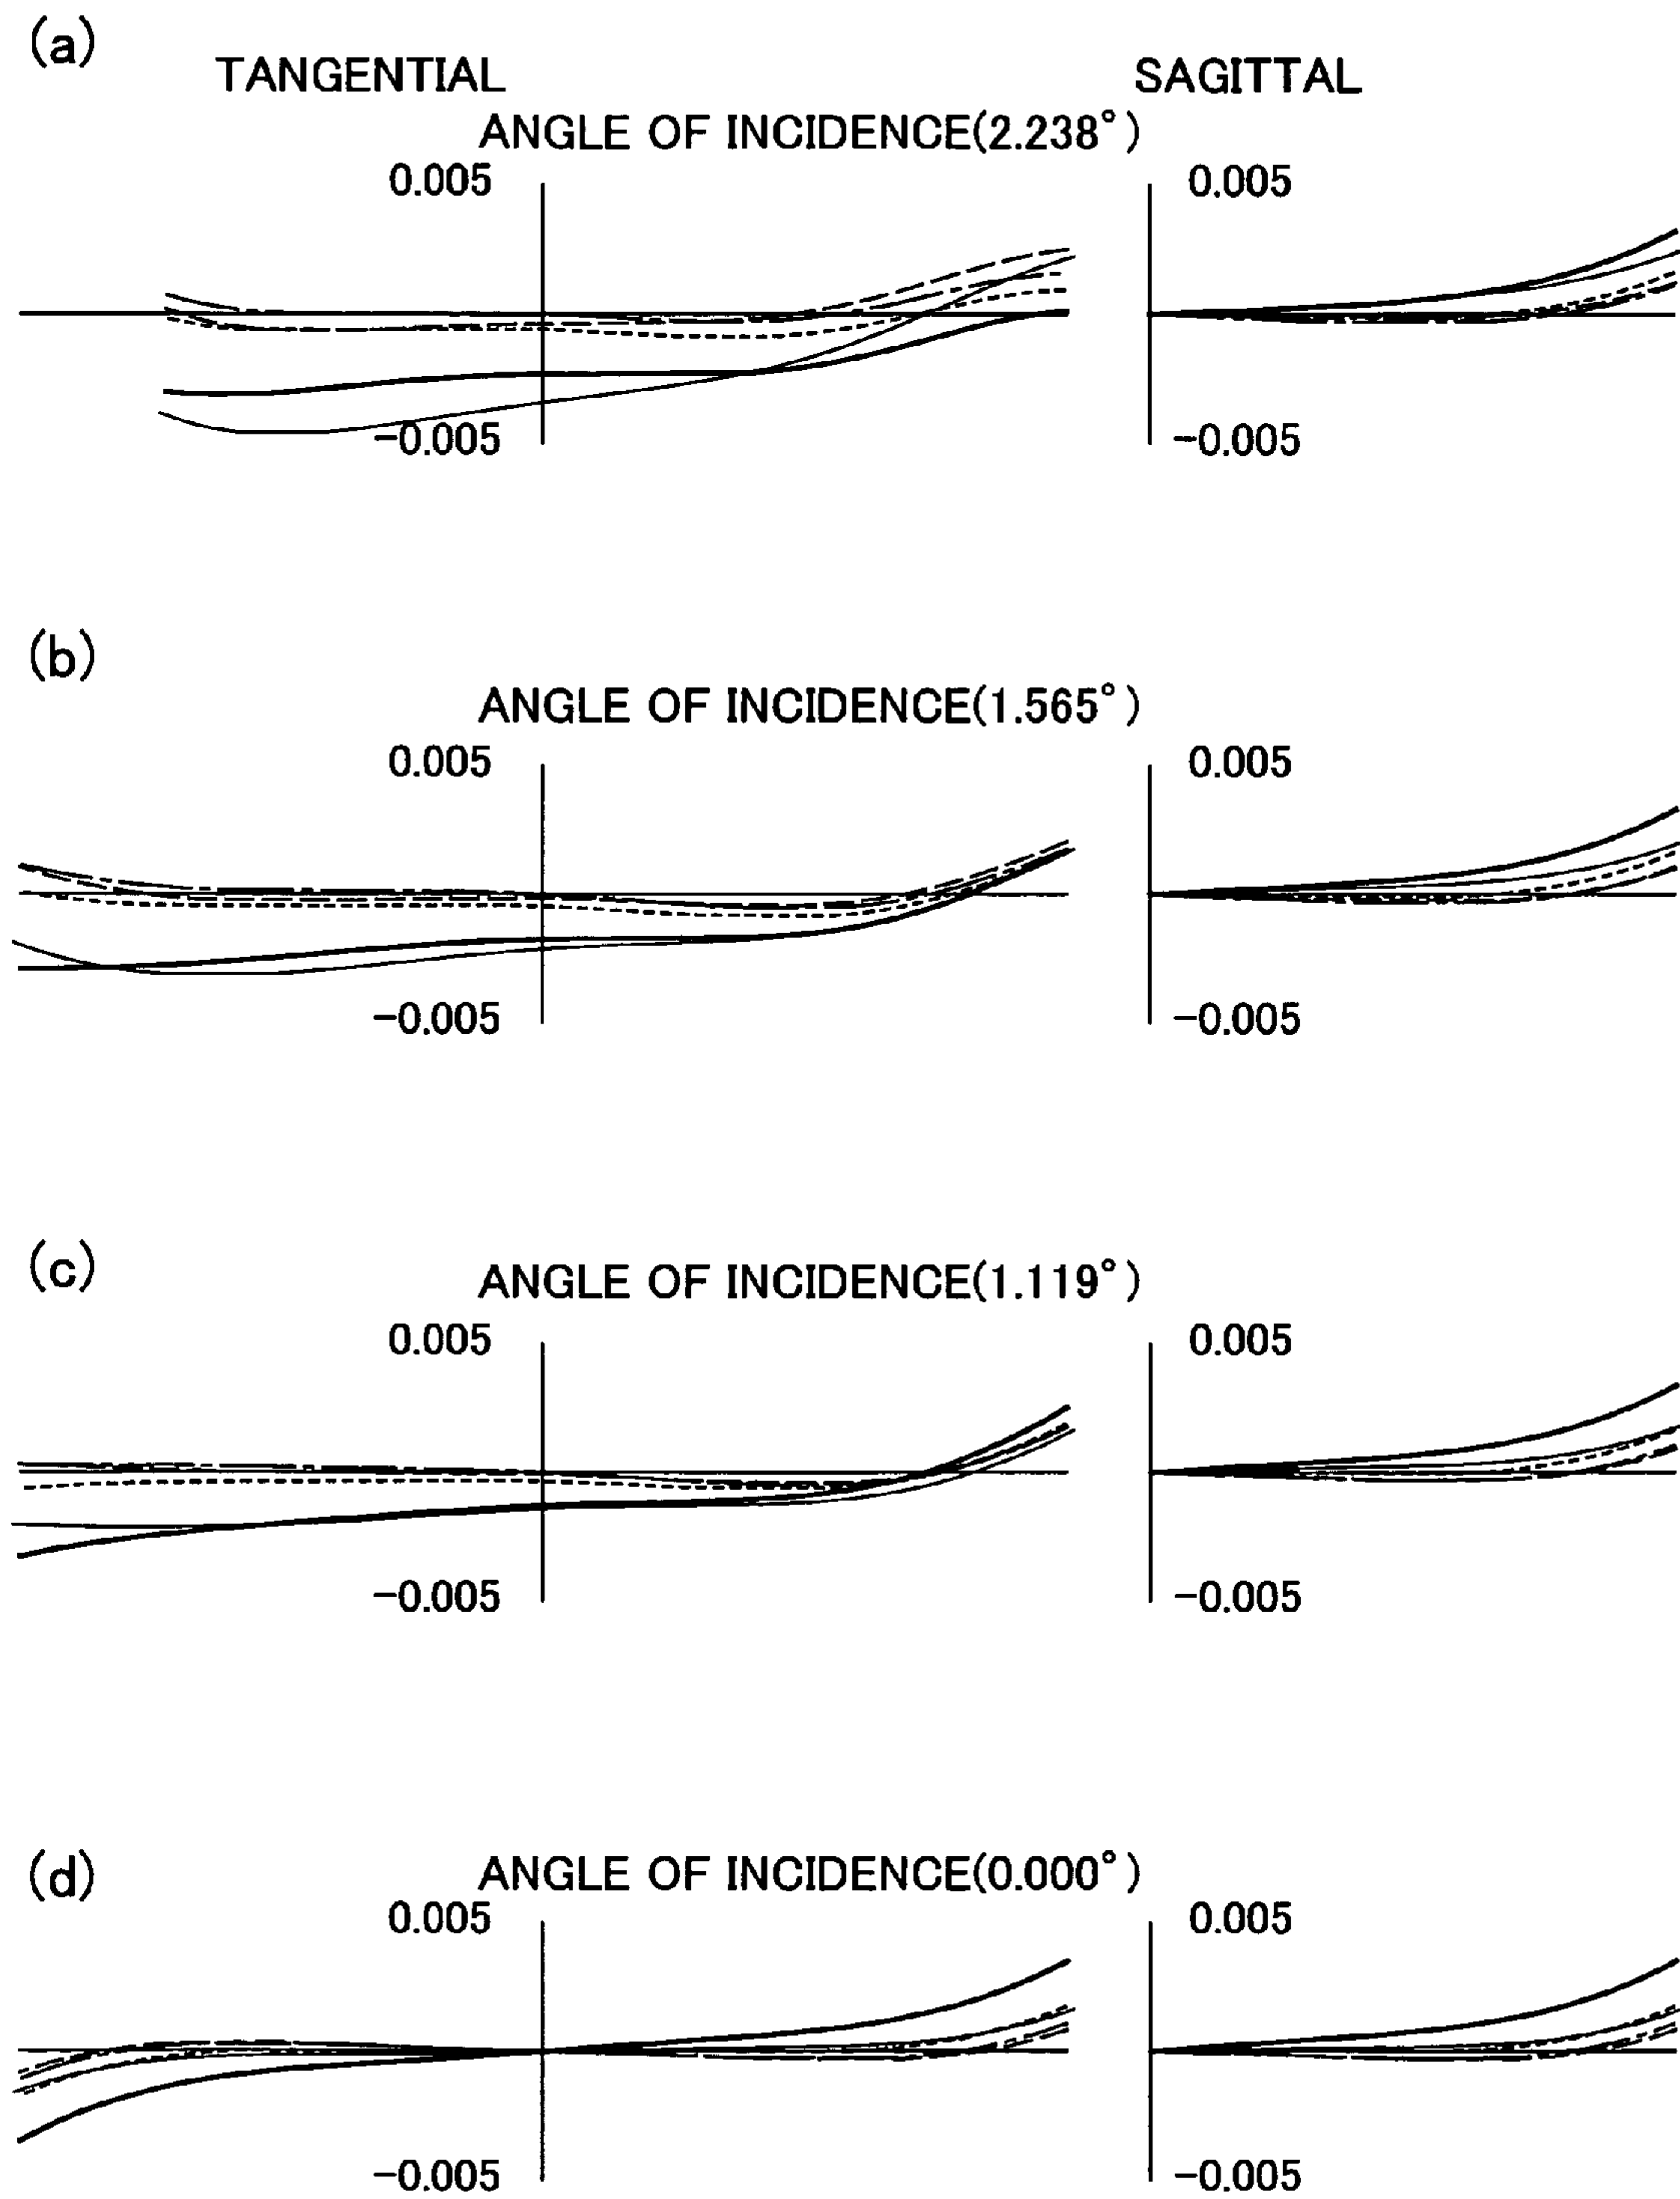 (a)
TANGENTIAL SAGITTAL
ANGLE OF INCIDENCE(2.238°)
0.005 0.005
−0.005 −0.005
(b)
ANGLE OF INCIDENCE(1.565°)
0.005 0.005
−0.005 −0.005
(c)
ANGLE OF INCIDENCE(1.119°)
0.005 0.005
−0.005 −0.005
(d)
ANGLE OF INCIDENCE(0.000°)
0.005 0.005
−0.005 −0.005